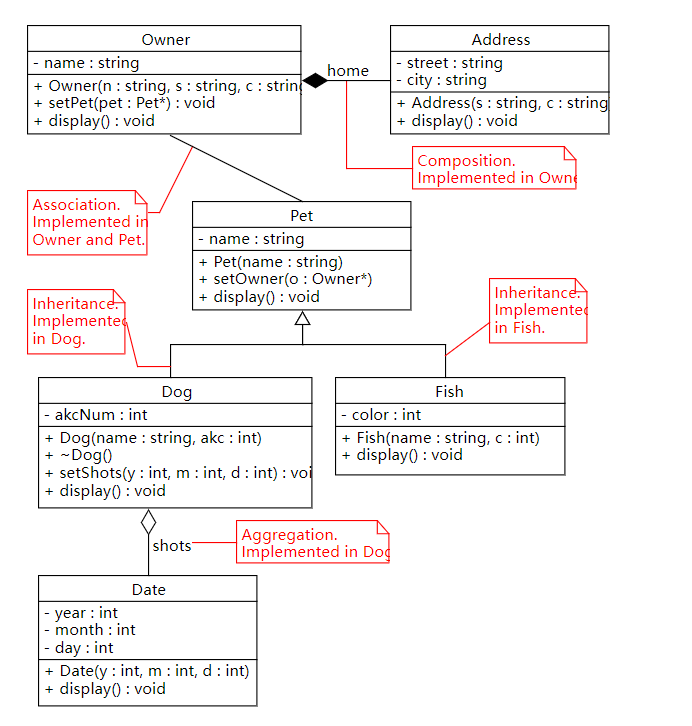 Owner
- name : string
+ Owner(n : string, s : string, c : string
+ setPet(pet : Pet*) : void
+ display() : void
home
Address
- street : string
- city : string
+ Address(s : string, c : string
+ display() : void
Composition.
Implemented in Owne
Association.
Implemented in
Owner and Pet.
Pet
- name : string
+ Pet(name : string)
+ setOwner(o : Owner*)
+ display() : void
Inheritance.
Implemented
in Dog.
Inheritance.
Implemented
in Fish.
Dog
- akcNum : int
+ Dog(name : string, akc : int)
+ ~Dog()
+ setShots(y : int, m : int, d : int) : voi
+ display() : void
Fish
- color : int
+ Fish(name : string, c : int)
+ display() : void
shots
Aggregation.
Implemented in Dog
Date
- year : int
- month : int
- day : int
+ Date(y : int, m : int, d : int)
+ display() : void